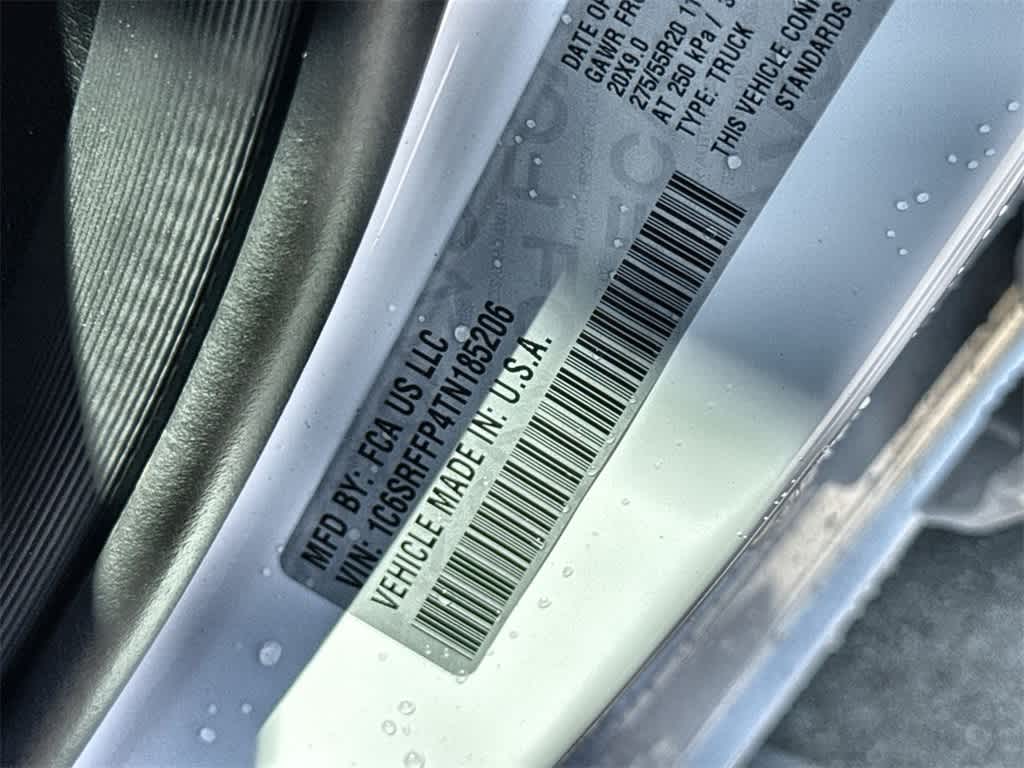 MFD BY: FCA US LLC
VIN: 1C6SRFFP4TN185206
VEHICLE MADE IN: U.S.A.
DATE OF
GAWR FR
20X9.0
275/55R20 11
AT 250 kPa /
TYPE: TRUCK
THIS VEHICLE CON
STANDARDS